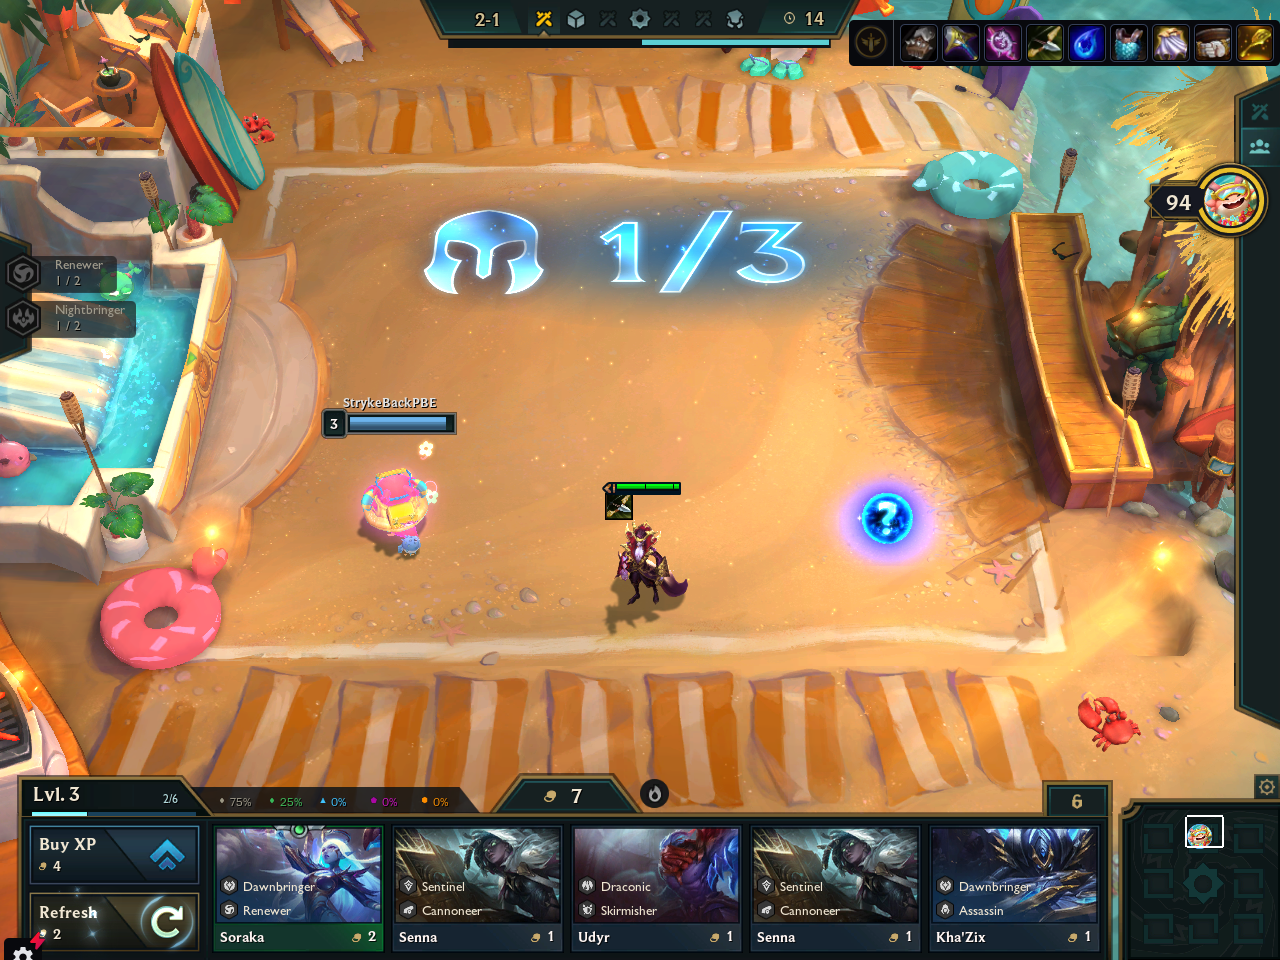 2-1
14
94
1/3
Renewer
1 / 2
Nightbringer
1 / 2
StrykeBackPBE
3
?
Lvl. 3
2/6
75%
25%
0%
0%
0%
7
6
Buy XP
4
Refresh
2
Dawnbringer
Renewer
Soraka
2
Sentinel
Cannoneer
Senna
1
Draconic
Skirmisher
Udyr
1
Sentinel
Cannoneer
Senna
1
Dawnbringer
Assassin
Kha'Zix
1